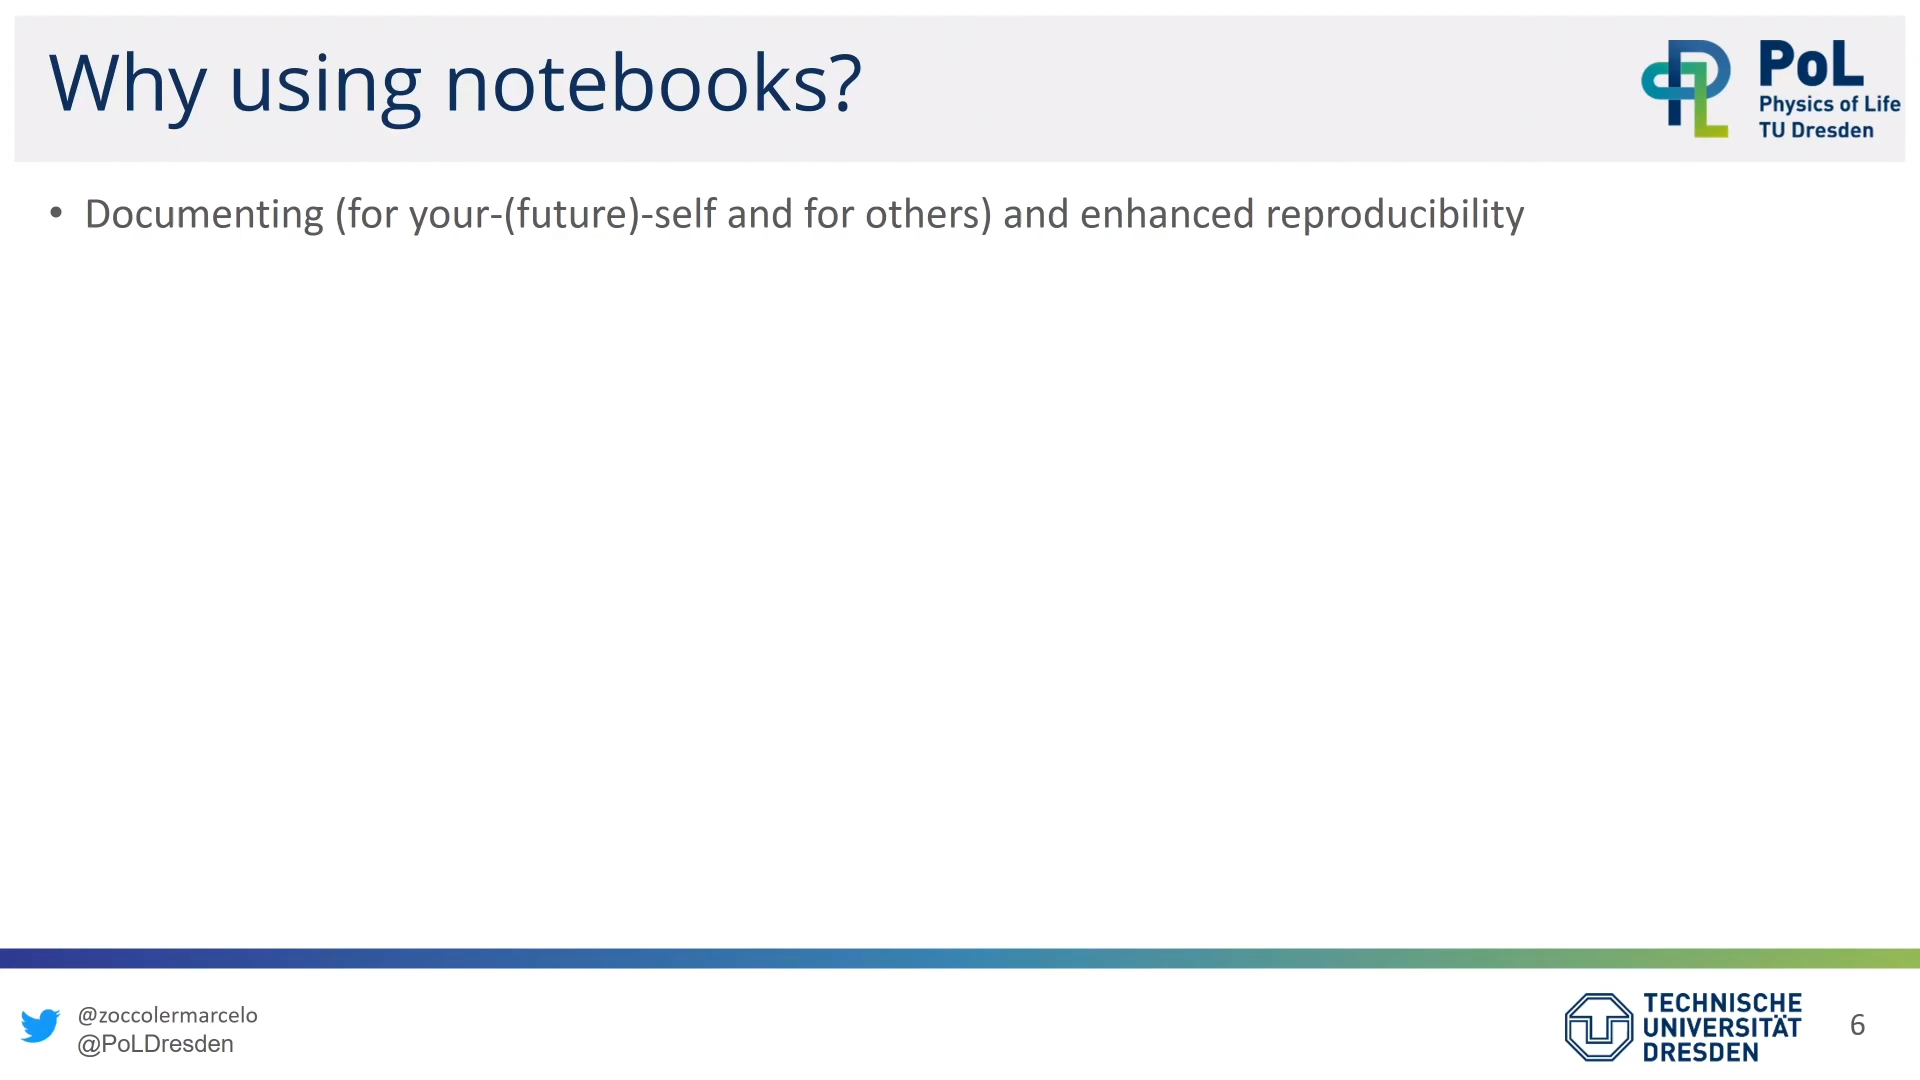 Why using notebooks?
PoL
Physics of Life
TU Dresden
• Documenting (for your-(future)-self and for others) and enhanced reproducibility
@zoccolermarcelo
@PoLDresden
TECHNISCHE
UNIVERSITÄT
DRESDEN
6